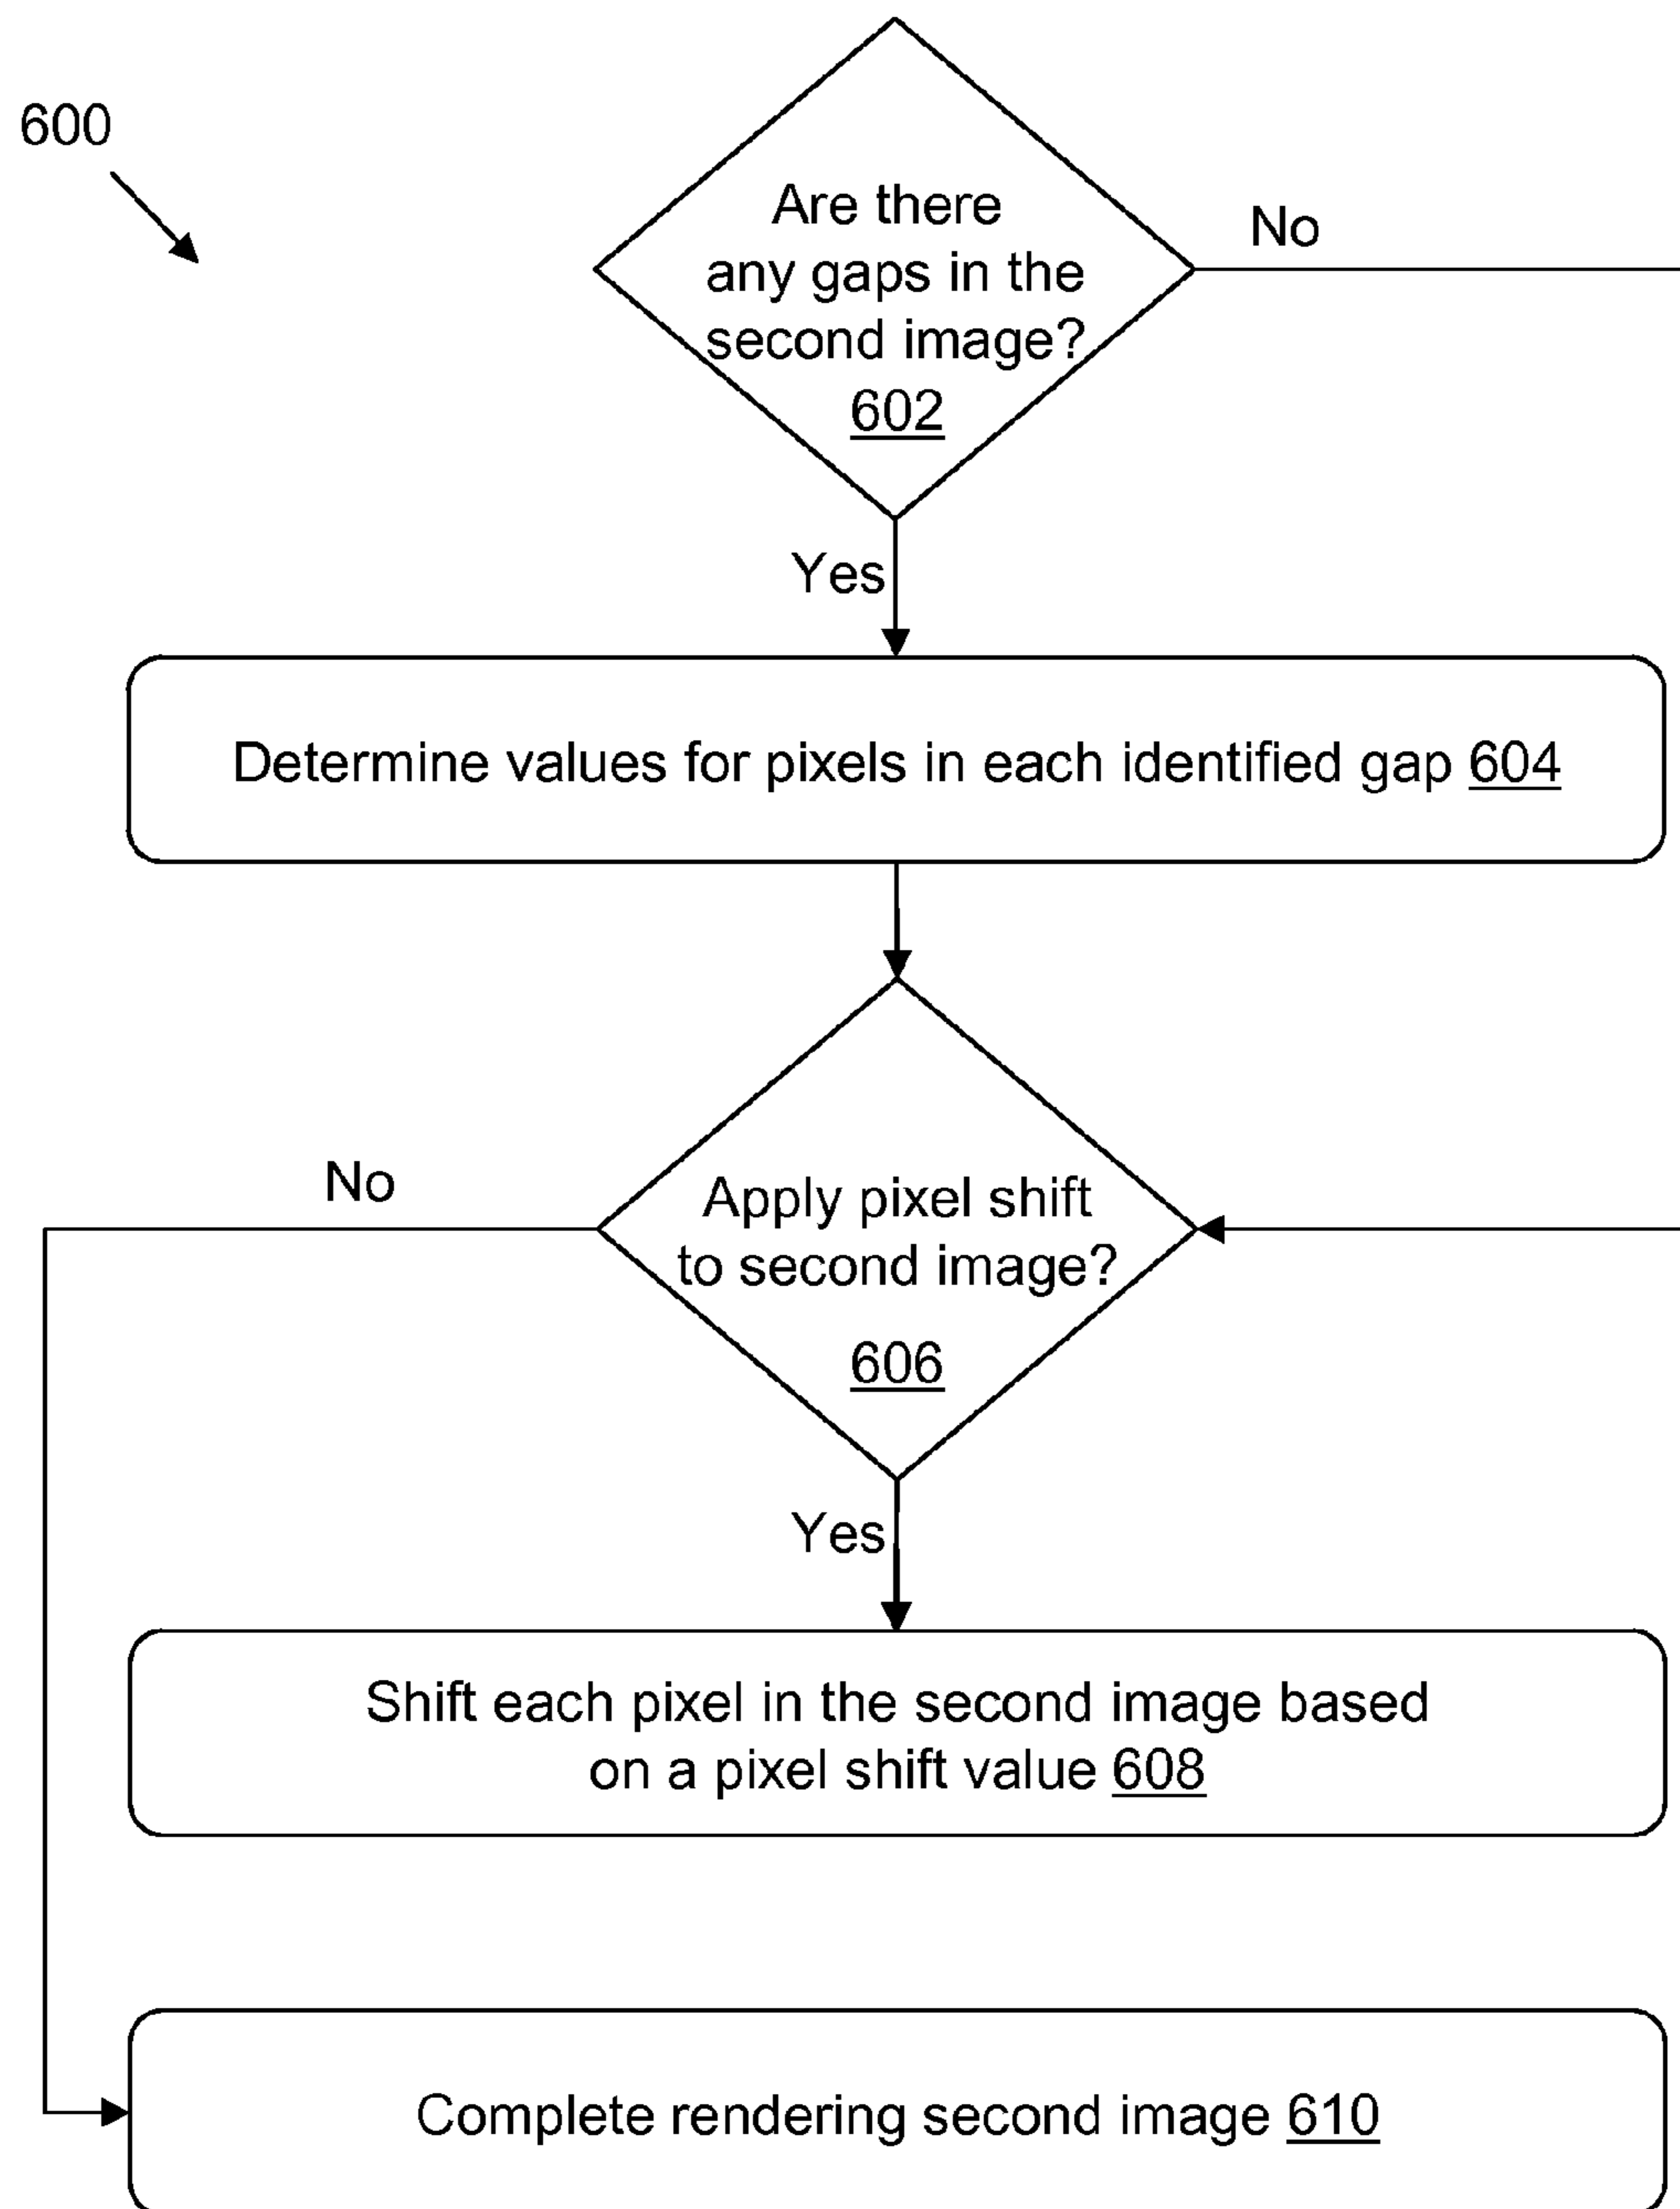 600
Are there
any gaps in the
second image?
602
No
Yes
Determine values for pixels in each identified gap 604
No
Apply pixel shift
to second image?
606
Yes
Shift each pixel in the second image based
on a pixel shift value 608
Complete rendering second image 610